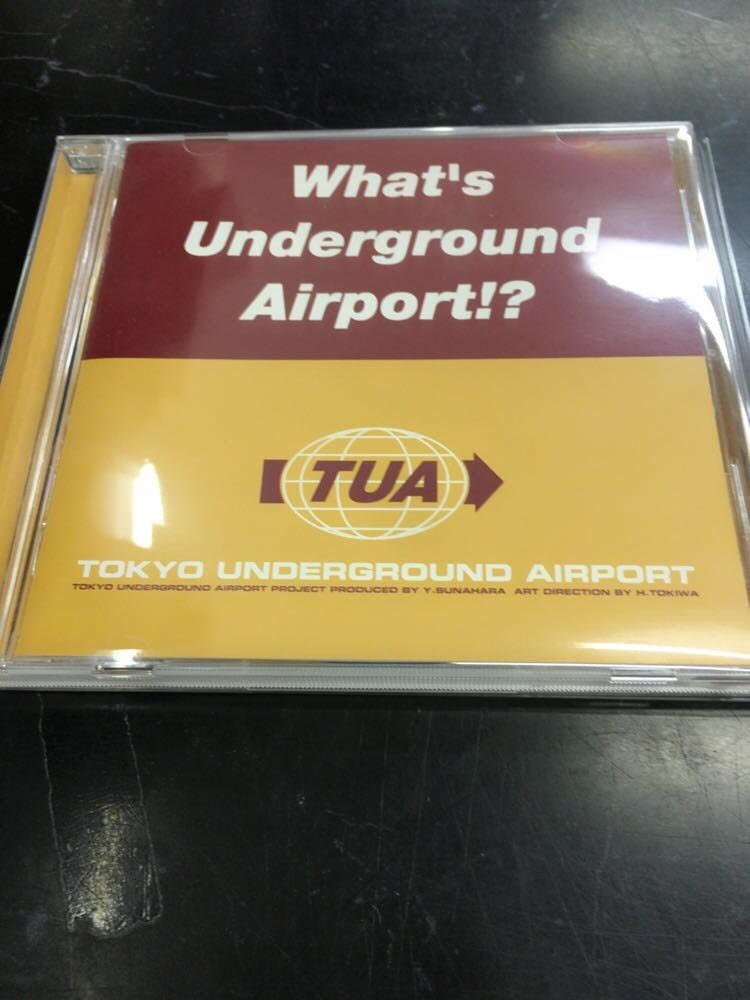 What's
Underground
Airport!?
TUA
TOKYO UNDERGROUND AIRPORT
TOKYO UNDERGROUND AIRPORT PROJECT PRODUCED BY Y.SUNAHARA ART DIRECTION BY H.TOKIWA